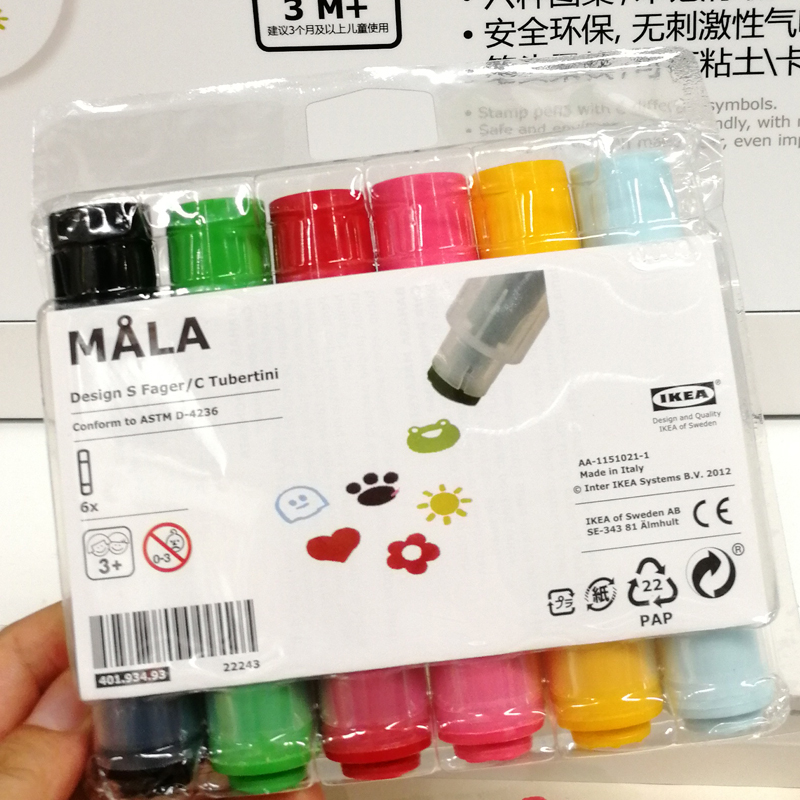 3 M+
建议3个月及以上儿童使用
• 安全环保, 无刺激性气
粘土\卡
• Stamp pens with 6 different symbols.
• Safe and
MÅLA
Design S Fager/C Tubertini
Conform to ASTM D-4236
6x
3+
0-3
401.934.93
22243
IKEA
Design and Quality
IKEA of Sweden
AA-1151021-1
Made in Italy
© Inter IKEA Systems B.V. 2012
IKEA of Sweden AB
SE-343 81 Älmhult
CE
プラ
紙
22
PAP
®